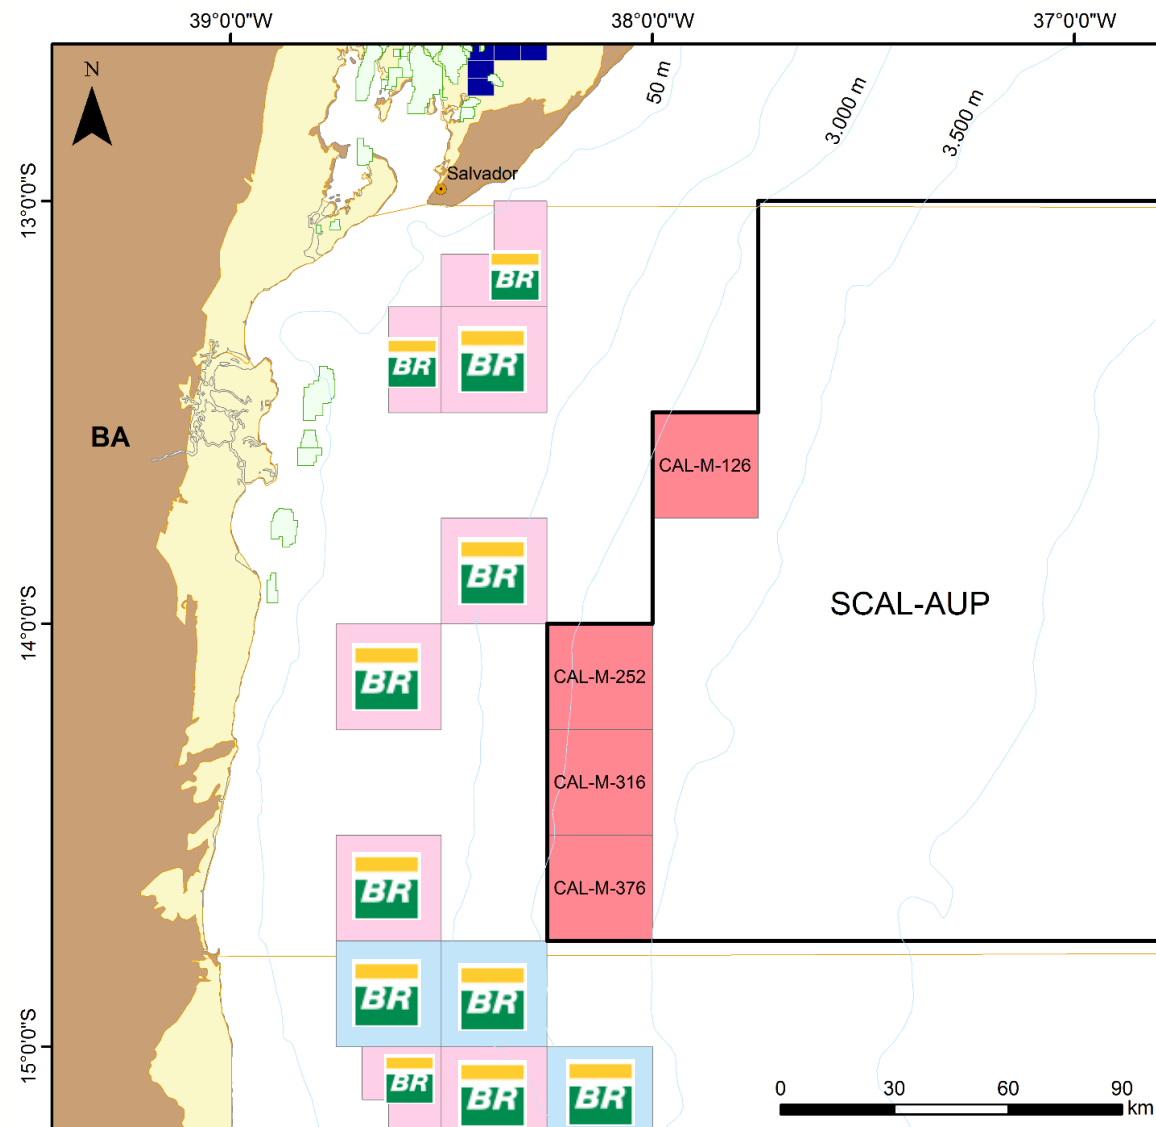 39°0'0"W
38°0'0"W
37°0'0"W
N
50 m
3.000 m
3.500 m
Salvador
13°0'0"S
BR
BR
BR
BA
CAL-M-126
BR
14°0'0"S
SCAL-AUP
BR
CAL-M-252
CAL-M-316
BR
CAL-M-376
BR
BR
15°0'0"S
BR
BR
BR
0
30
60
90
km